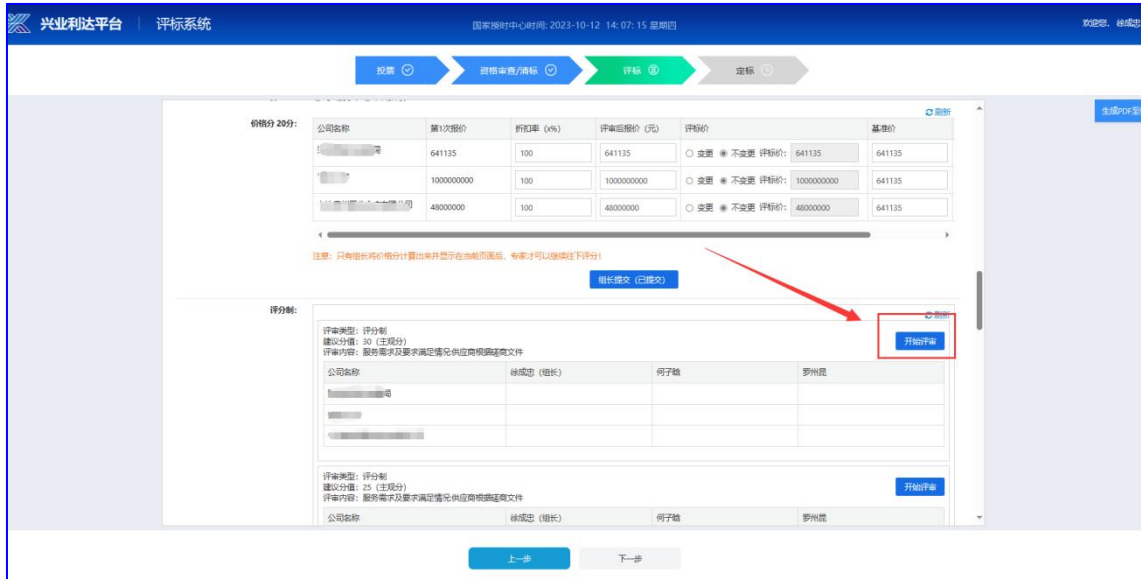 兴业利达平台 评标系统 国家授时中心时间: 2023-10-12 14:07:15 星期四 欢迎您, 徐成忠
投票 资格审查/清标 评标 定标
刷新
生成PDF至
价格分 20分:
公司名称 第1次报价 折扣率 (x%) 评审后报价 (元) 评标价 基准价
641135 100 641135 变更 不变更 评标价: 641135 641135
1000000000 100 1000000000 变更 不变更 评标价: 1000000000 641135
48000000 100 48000000 变更 不变更 评标价: 48000000 641135
注意: 只有组长将价格分计算出来并显示在当前页面后, 专家才可以继续往下评分!
组长提交 (已提交)
评分制: 刷新
评审类型: 评分制
建议分值: 30 (主观分)
评审内容: 服务需求及要求满足情况供应商根据磋商文件
开始评审
公司名称 徐成忠 (组长) 何子晗 罗州昆
评审类型: 评分制
建议分值: 25 (主观分)
评审内容: 服务需求及要求满足情况供应商根据磋商文件
开始评审
公司名称 徐成忠 (组长) 何子晗 罗州昆
上一步 下一步